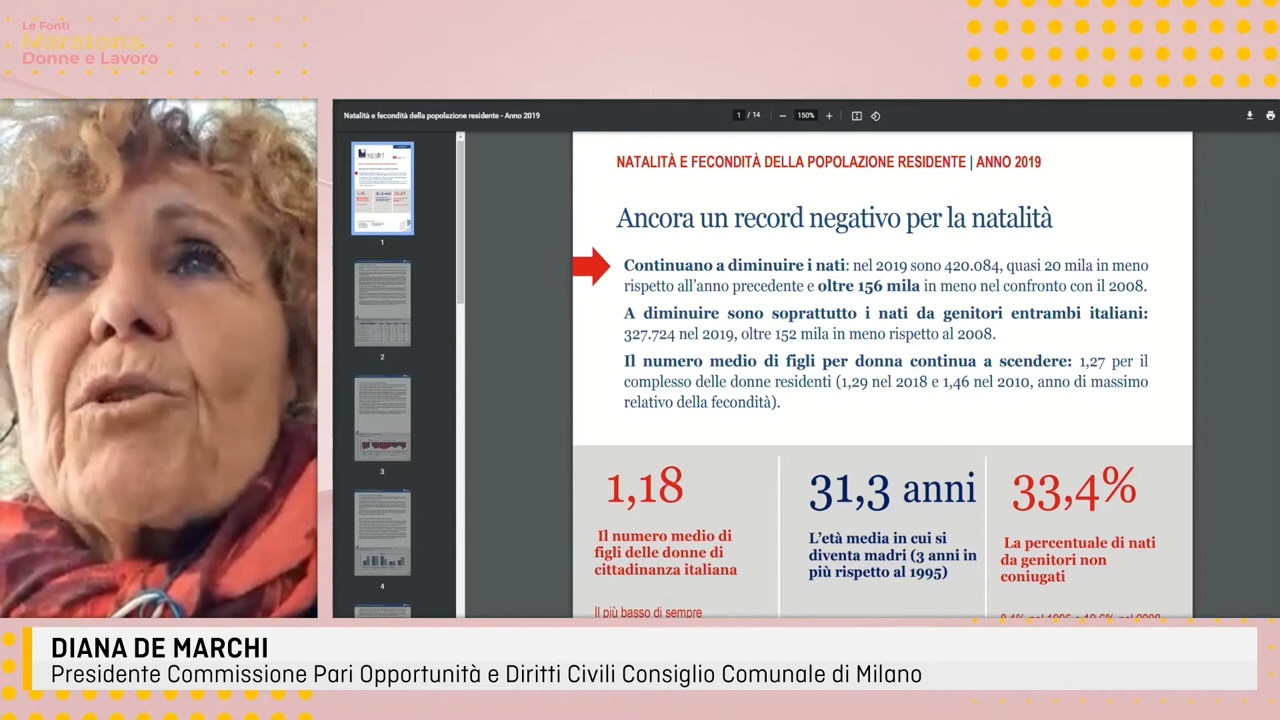 Le Fonti
Maratona
Donne e Lavoro
Natalità e fecondità della popolazione residente - Anno 2019
1 / 14
150%
NATALITÀ E FECONDITÀ DELLA POPOLAZIONE RESIDENTE | ANNO 2019
Ancora un record negativo per la natalità
Continuano a diminuire i nati: nel 2019 sono 420.084, quasi 20 mila in meno
rispetto all'anno precedente e oltre 156 mila in meno nel confronto con il 2008.
A diminuire sono soprattutto i nati da genitori entrambi italiani:
327.724 nel 2019, oltre 152 mila in meno rispetto al 2008.
Il numero medio di figli per donna continua a scendere: 1,27 per il
complesso delle donne residenti (1,29 nel 2018 e 1,46 nel 2010, anno di massimo
relativo della fecondità).
1,18
Il numero medio di
figli delle donne di
cittadinanza italiana
Il più basso di sempre
31,3 anni
L'età media in cui si
diventa madri (3 anni in
più rispetto al 1995)
33,4%
La percentuale di nati
da genitori non
coniugati
1
2
3
4
DIANA DE MARCHI
Presidente Commissione Pari Opportunità e Diritti Civili Consiglio Comunale di Milano